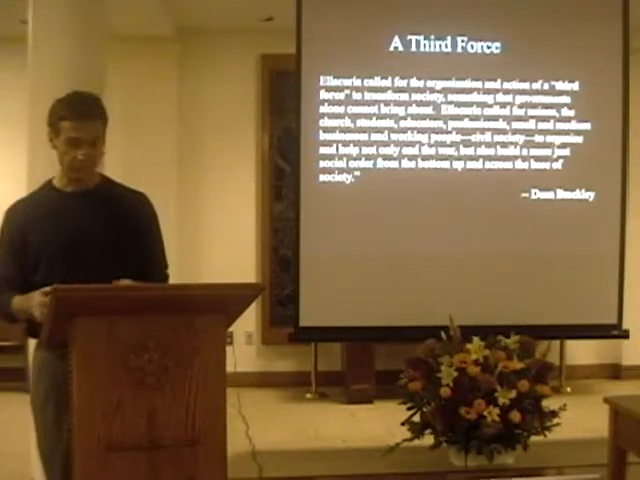 A Third Force
Ellacuria called for the organization and action of a "third
force" to transform society, something that governments
alone cannot bring about. Ellacuria called for unions, the
church, students, educators, professionals, small and medium
businesses and working people—civil society—to organize
and help not only end the war, but also build a more just
social order from the bottom up and across the base of
society."
-- Dean Brackley